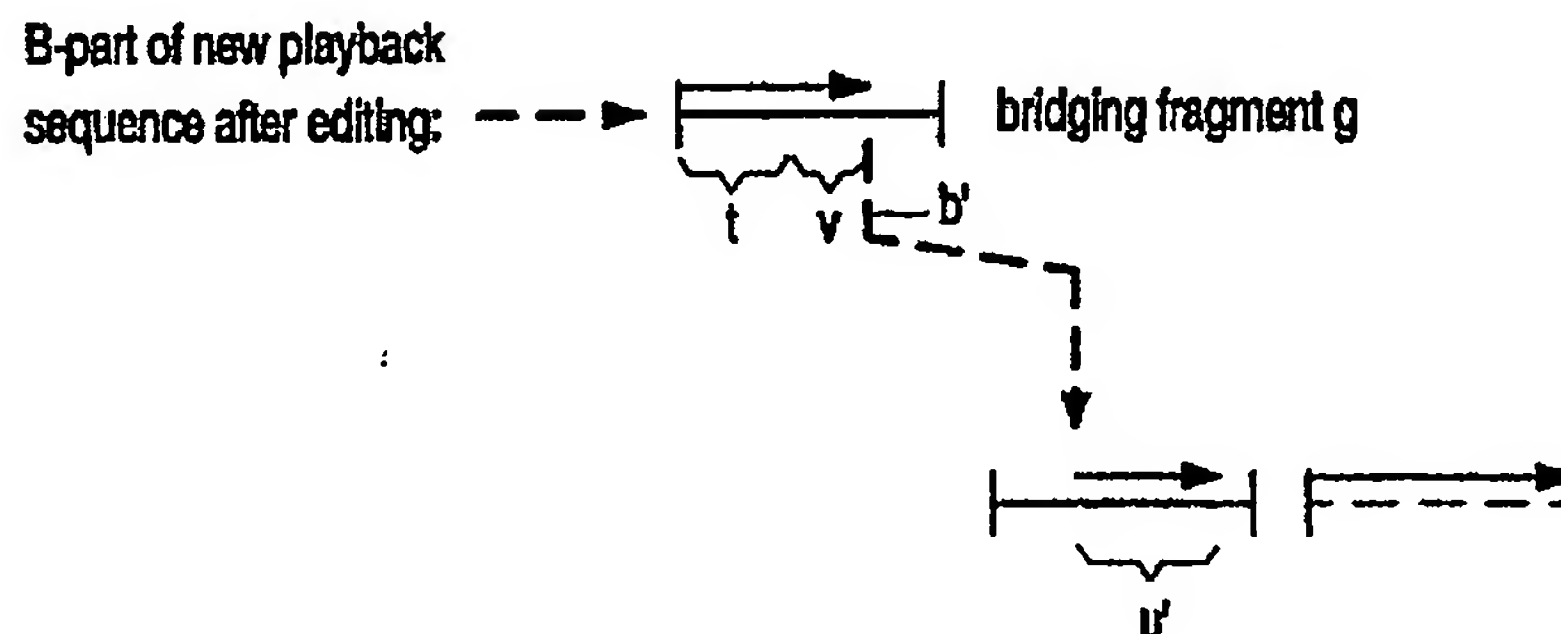 B-part of new playback
sequence after editing:
bridging fragment g
t
v
b'
u'